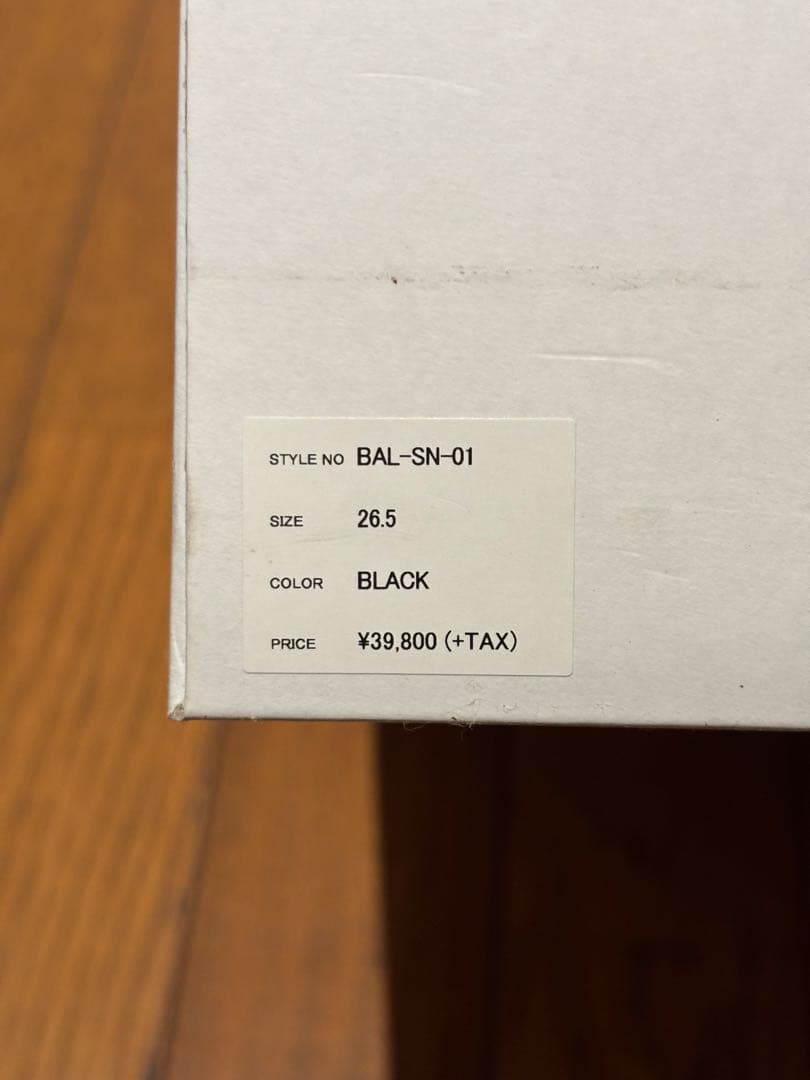 STYLE NO BAL-SN-01
SIZE 26.5
COLOR BLACK
PRICE ¥39,800 (+TAX)